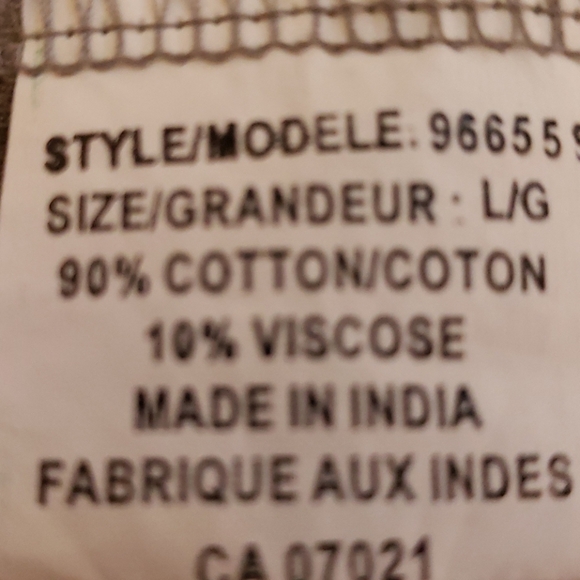 STYLE/MODELE: 96655
SIZE/GRANDEUR : L/G
90% COTTON/COTON
10% VISCOSE
MADE IN INDIA
FABRIQUE AUX INDES
CA 07021